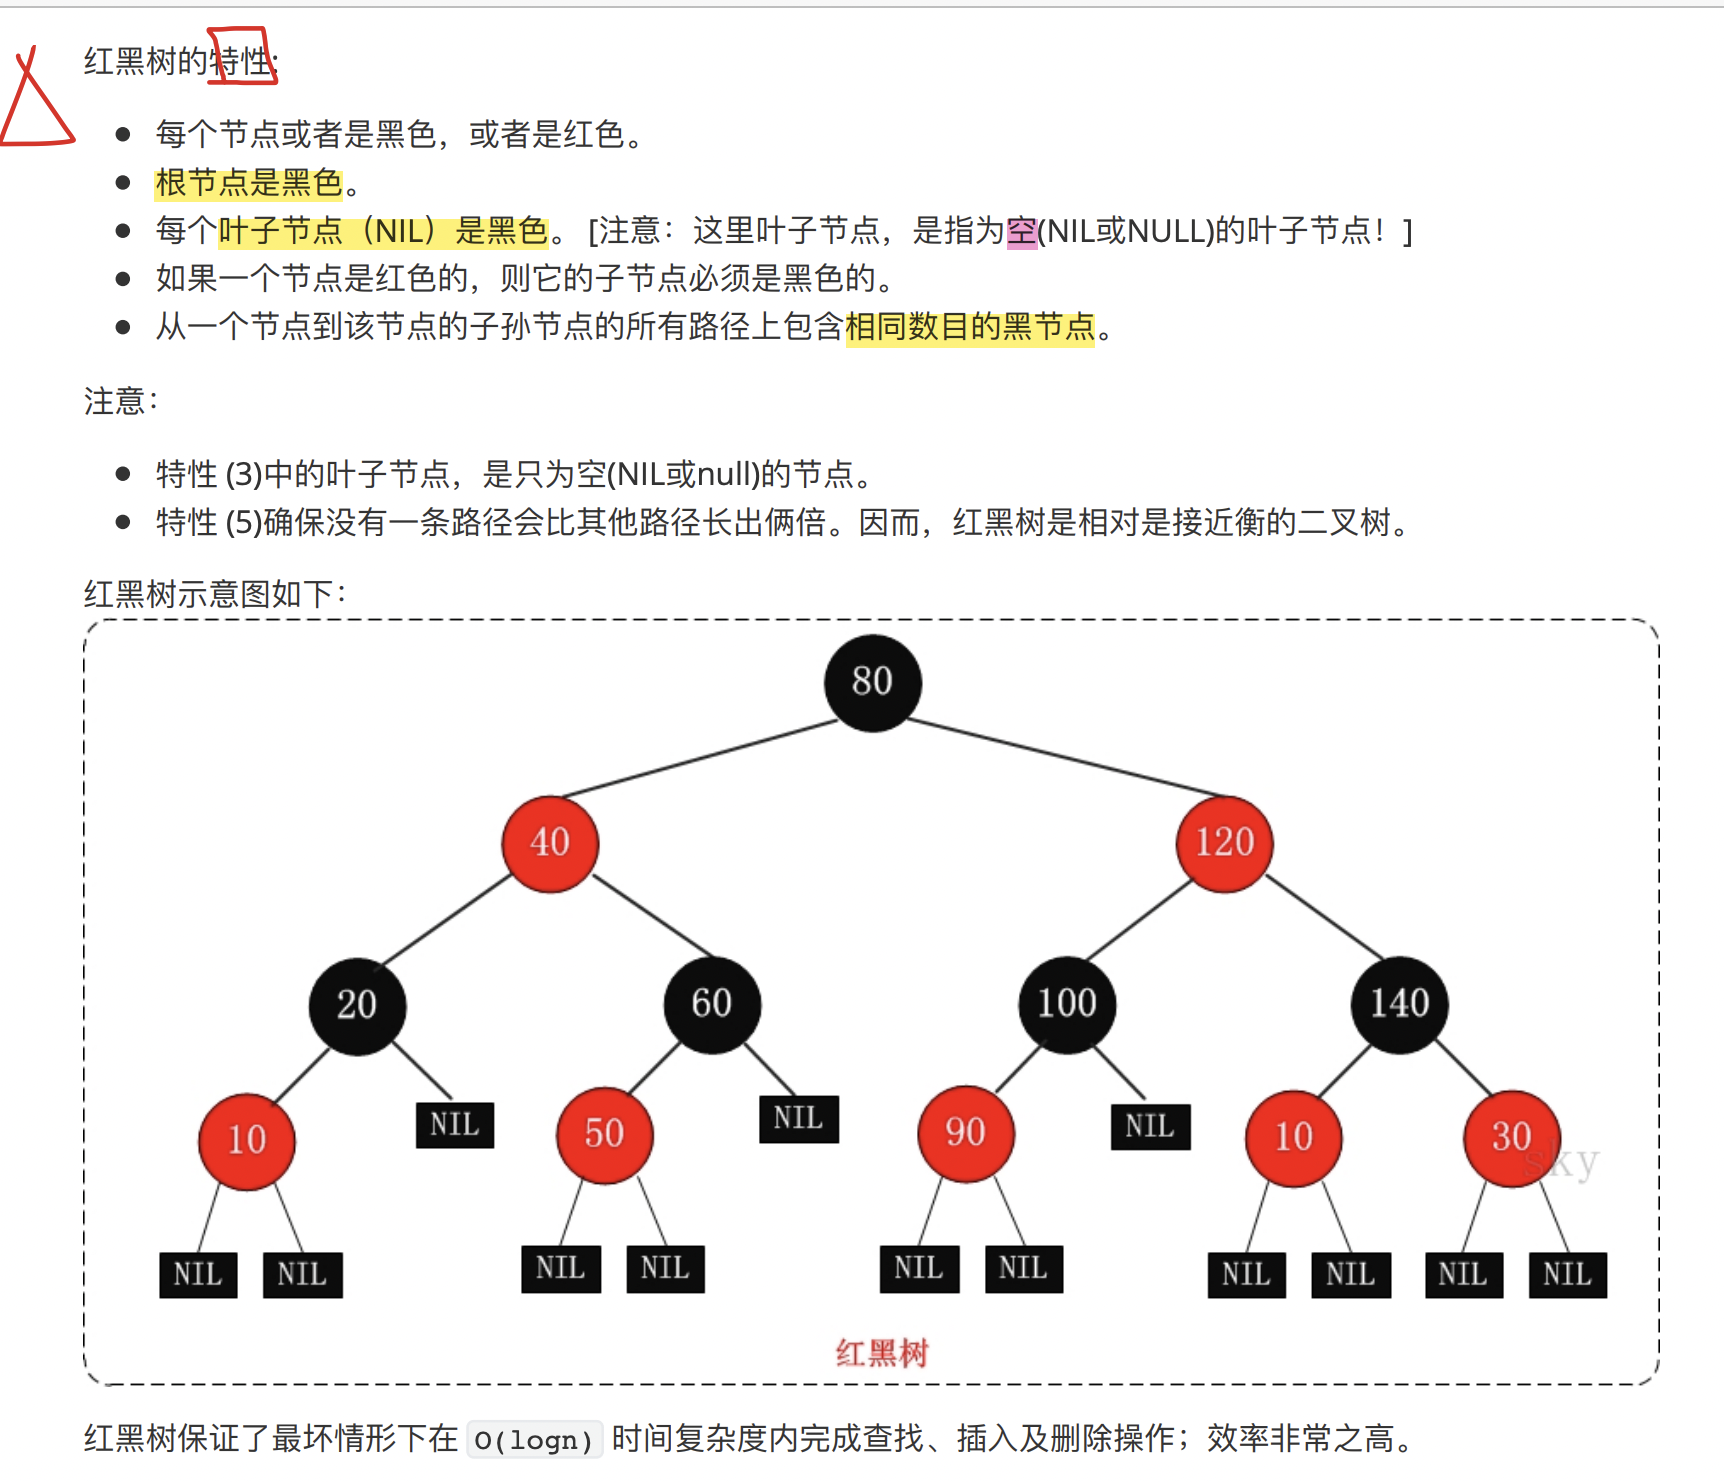 红黑树的特性:
每个节点或者是黑色，或者是红色。
根节点是黑色。
每个叶子节点（NIL）是黑色。 [注意：这里叶子节点，是指为空(NIL或NULL)的叶子节点！]
如果一个节点是红色的，则它的子节点必须是黑色的。
从一个节点到该节点的子孙节点的所有路径上包含相同数目的黑节点。
注意：
特性 (3)中的叶子节点，是只为空(NIL或null)的节点。
特性 (5)确保没有一条路径会比其他路径长出俩倍。因而，红黑树是相对是接近衡的二叉树。
红黑树示意图如下：
80
40 120
20 60 100 140
10 NIL 50 NIL 90 NIL 10 30
sky
NIL NIL NIL NIL NIL NIL NIL NIL NIL NIL
红黑树
红黑树保证了最坏情形下在 O(logn) 时间复杂度内完成查找、插入及删除操作；效率非常之高。